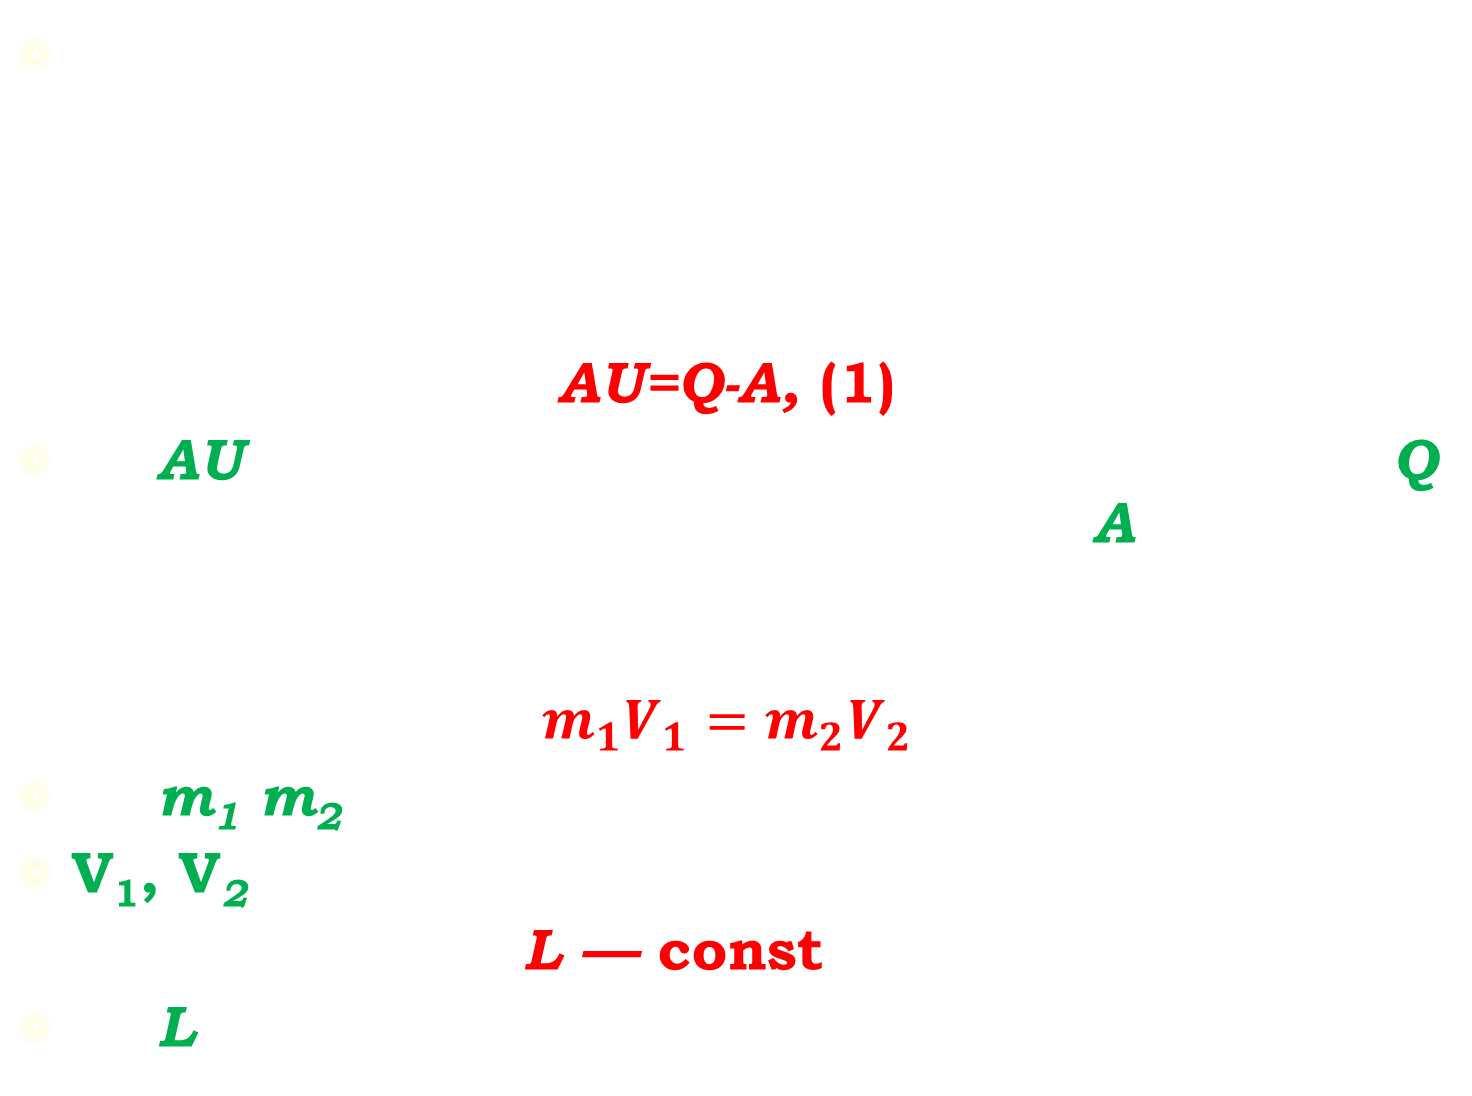 AU=Q-A, (1)
AU Q
A
m₁V₁ = m₂V₂
m₁ m₂
V₁, V₂
L — const
L